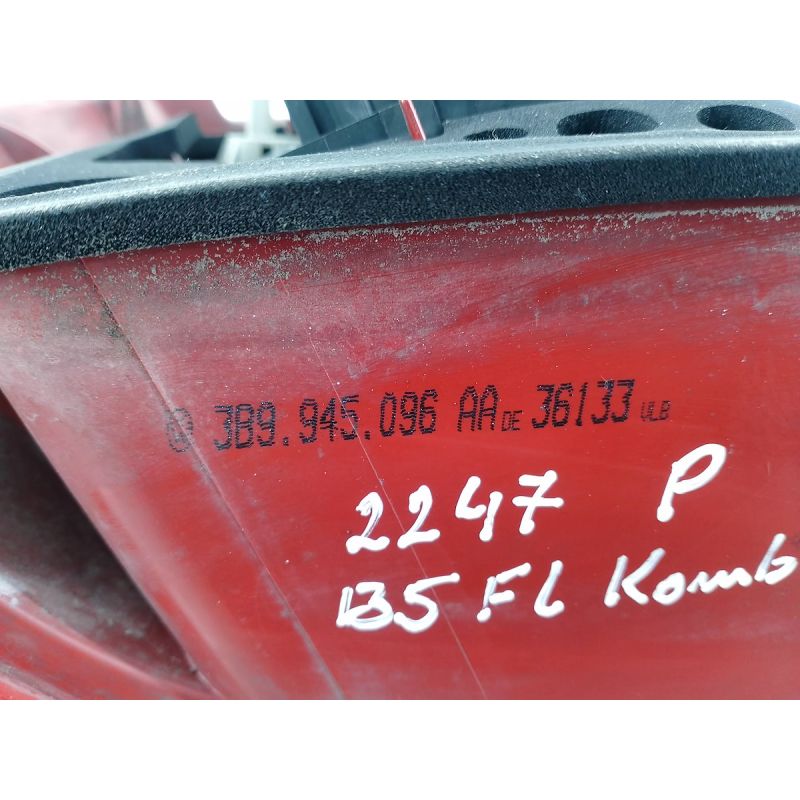 3B9.945.096 AA DE 36133 ULB
2247 P
B5 FL Komb